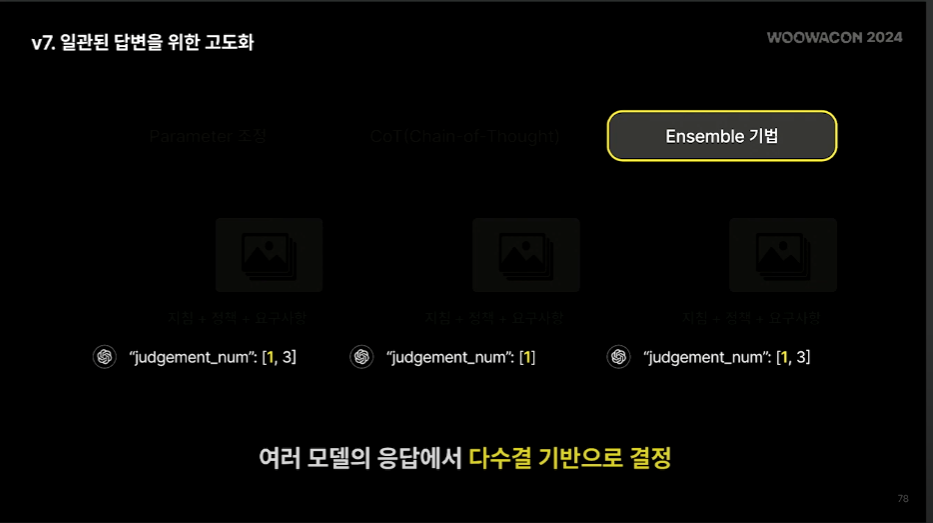 v7. 일관된 답변을 위한 고도화
WOOWACON 2024
Parameter 조정
CoT(Chain-of-Thought)
Ensemble 기법
지침 + 정책 + 요구사항
지침 + 정책 + 요구사항
지침 + 정책 + 요구사항
“judgement_num”: [1, 3]
“judgement_num”: [1]
“judgement_num”: [1, 3]
여러 모델의 응답에서 다수결 기반으로 결정
78